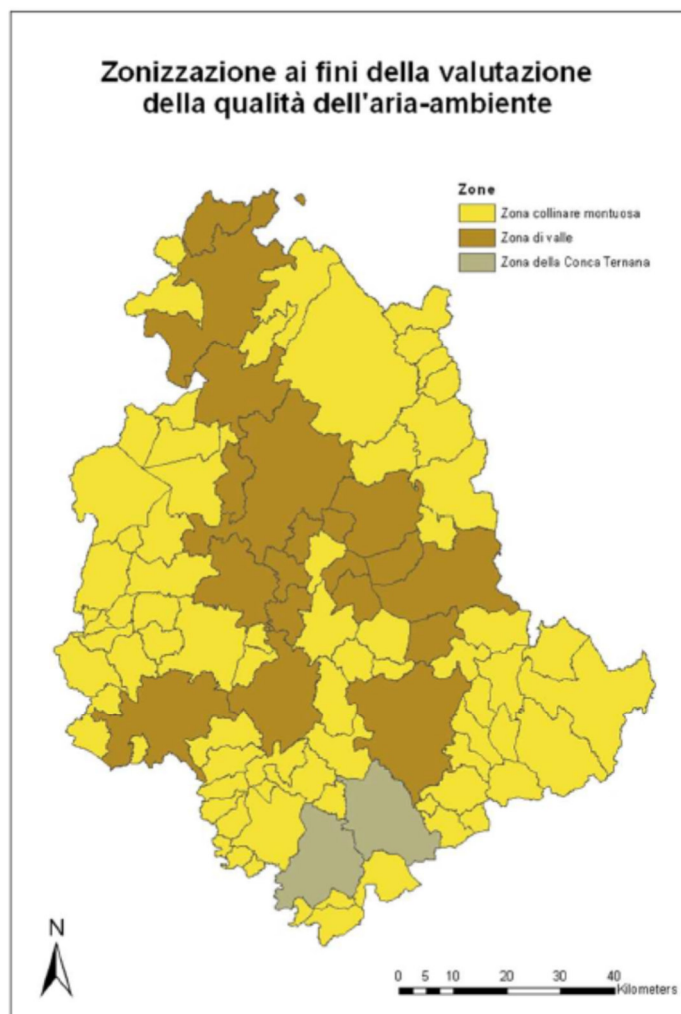 Zonizzazione ai fini della valutazione
della qualità dell'aria-ambiente
Zone
Zona collinare montuosa
Zona di valle
Zona della Conca Ternana
N
0 5 10 20 30 40
Kilometers